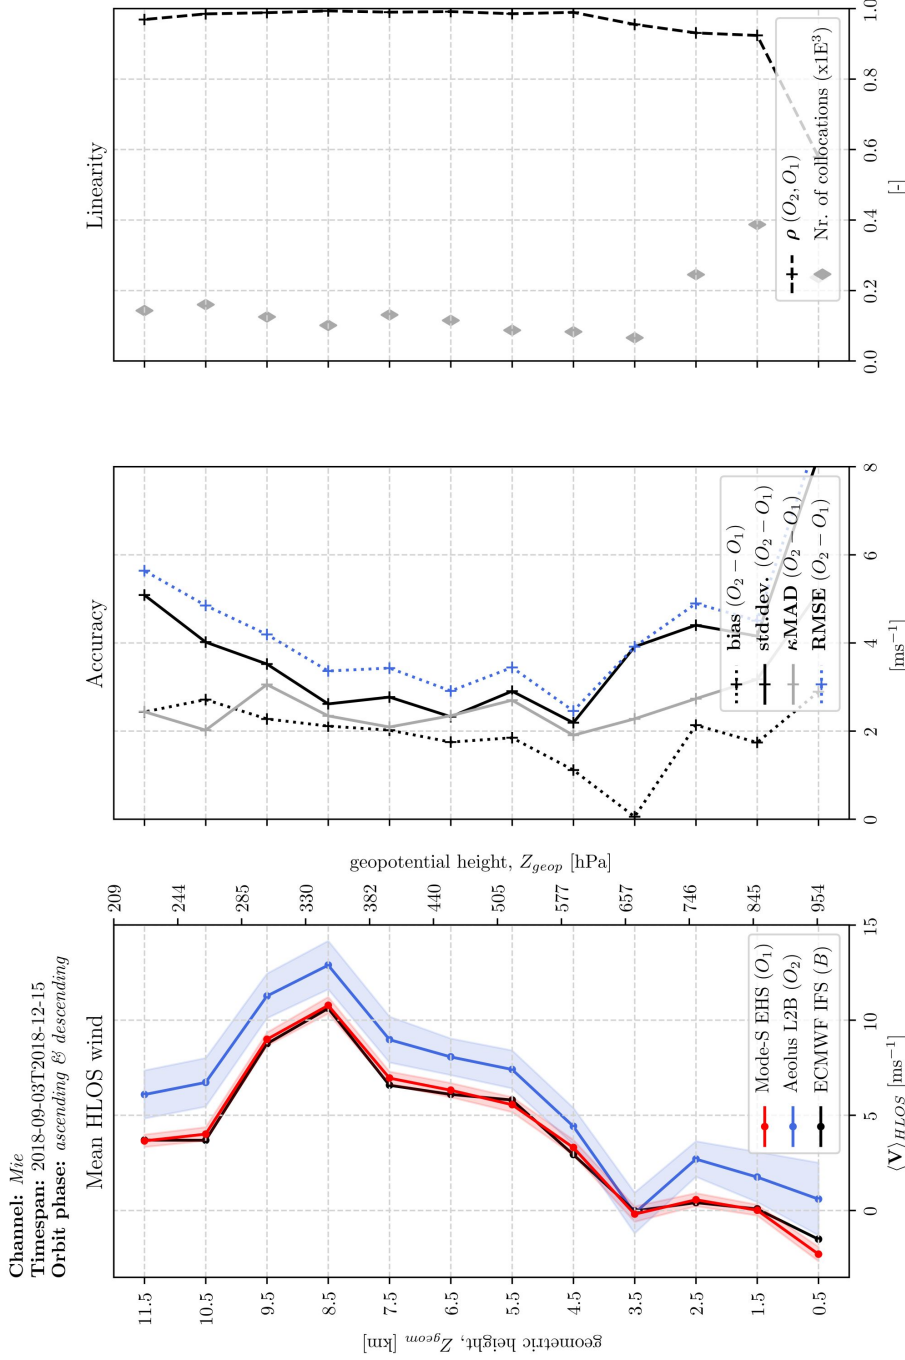 Channel: Mie
Timespan: 2018-09-03T2018-12-15
Orbit phase: ascending & descending
Mean HLOS wind
geometric height, Z_geom [km]
11.5
10.5
9.5
8.5
7.5
6.5
5.5
4.5
3.5
2.5
1.5
0.5
209
244
285
330
382
440
505
577
657
746
845
954
geopotential height, Z_geop [hPa]
Mode-S EHS (O₁)
Aeolus L2B (O₂)
ECMWF IFS (B)
0 5 10 15
⟨V⟩_HLOS [ms⁻¹]
Accuracy
bias (O₂ − O₁)
std.dev. (O₂ − O₁)
κMAD (O₂ − O₁)
RMSE (O₂ − O₁)
0 2 4 6 8
[ms⁻¹]
Linearity
ρ (O₂, O₁)
Nr. of collocations (x1E³)
0.0 0.2 0.4 0.6 0.8 1.0
[-]